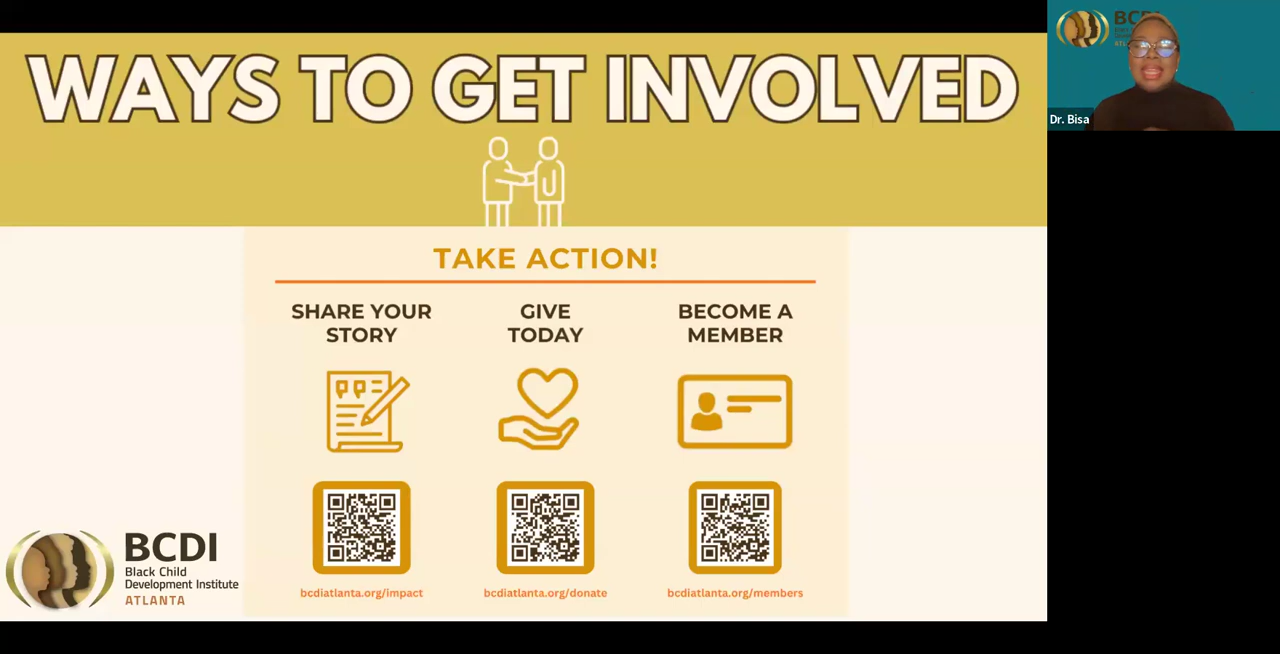 WAYS TO GET INVOLVED
TAKE ACTION!
SHARE YOUR
STORY
GIVE
TODAY
BECOME A
MEMBER
bcdiatlanta.org/impact
bcdiatlanta.org/donate
bcdiatlanta.org/members
BCDI
Black Child
Development Institute
ATLANTA
BCDI
Dr. Bisa